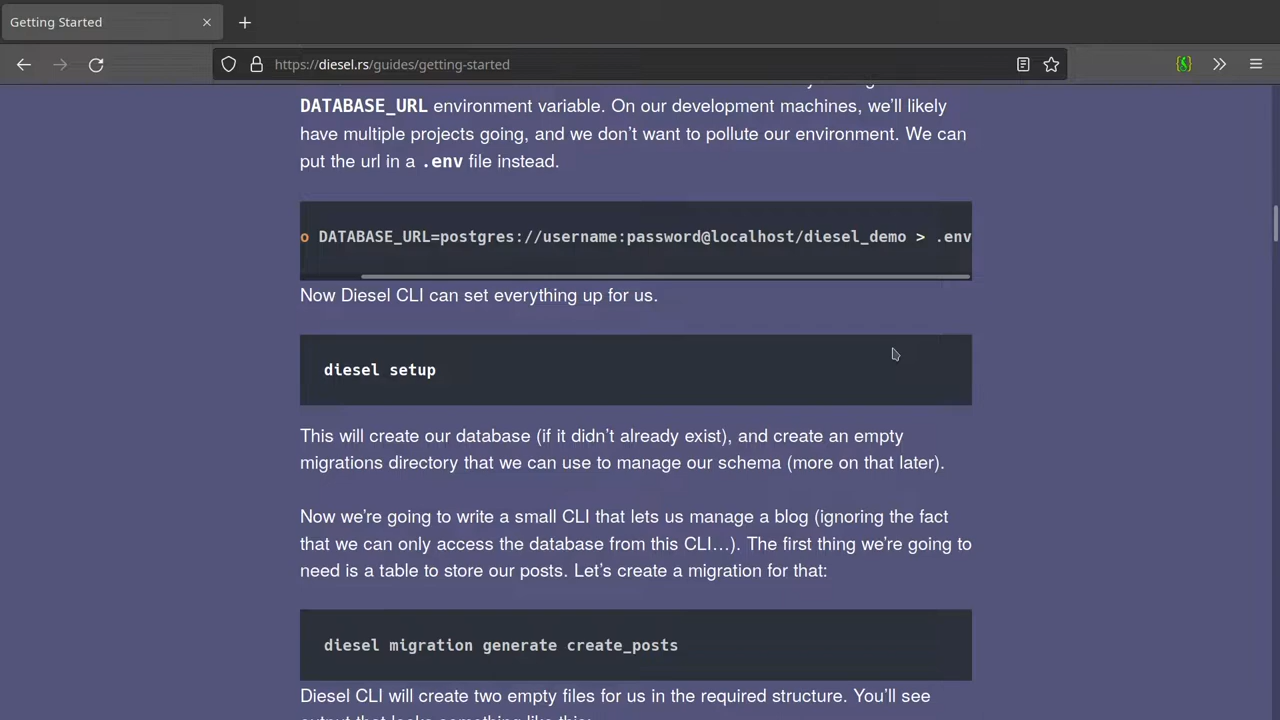 Getting Started
https://diesel.rs/guides/getting-started
DATABASE_URL environment variable. On our development machines, we’ll likely
have multiple projects going, and we don’t want to pollute our environment. We can
put the url in a .env file instead.
o DATABASE_URL=postgres://username:password@localhost/diesel_demo > .env
Now Diesel CLI can set everything up for us.
diesel setup
This will create our database (if it didn’t already exist), and create an empty
migrations directory that we can use to manage our schema (more on that later).
Now we’re going to write a small CLI that lets us manage a blog (ignoring the fact
that we can only access the database from this CLI…). The first thing we’re going to
need is a table to store our posts. Let’s create a migration for that:
diesel migration generate create_posts
Diesel CLI will create two empty files for us in the required structure. You’ll see
output that looks something like this: